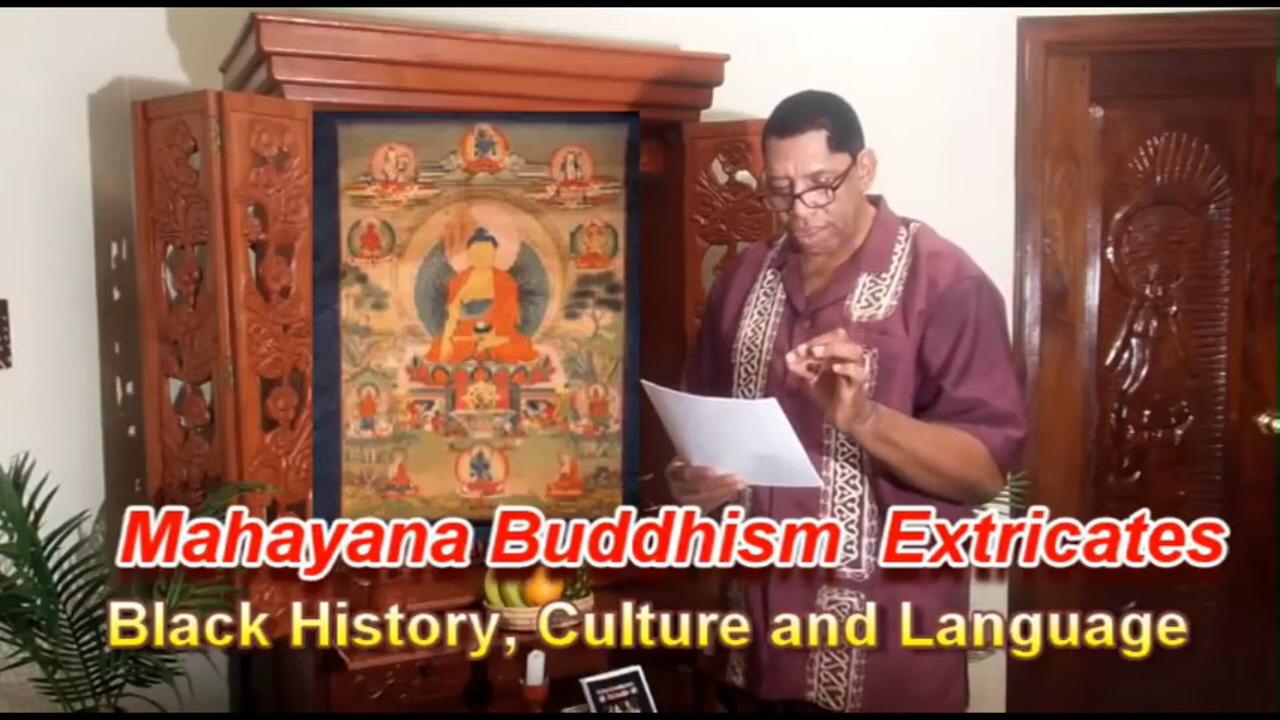 Mahayana Buddhism Extricates
Black History, Culture and Language